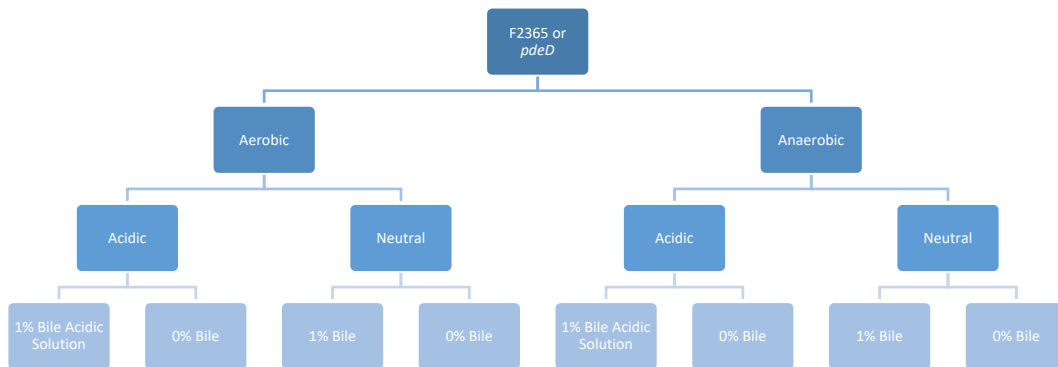 F2365 or
pdeD
Aerobic
Anaerobic
Acidic
Neutral
Acidic
Neutral
1% Bile Acidic
Solution
0% Bile
1% Bile
0% Bile
1% Bile Acidic
Solution
0% Bile
1% Bile
0% Bile